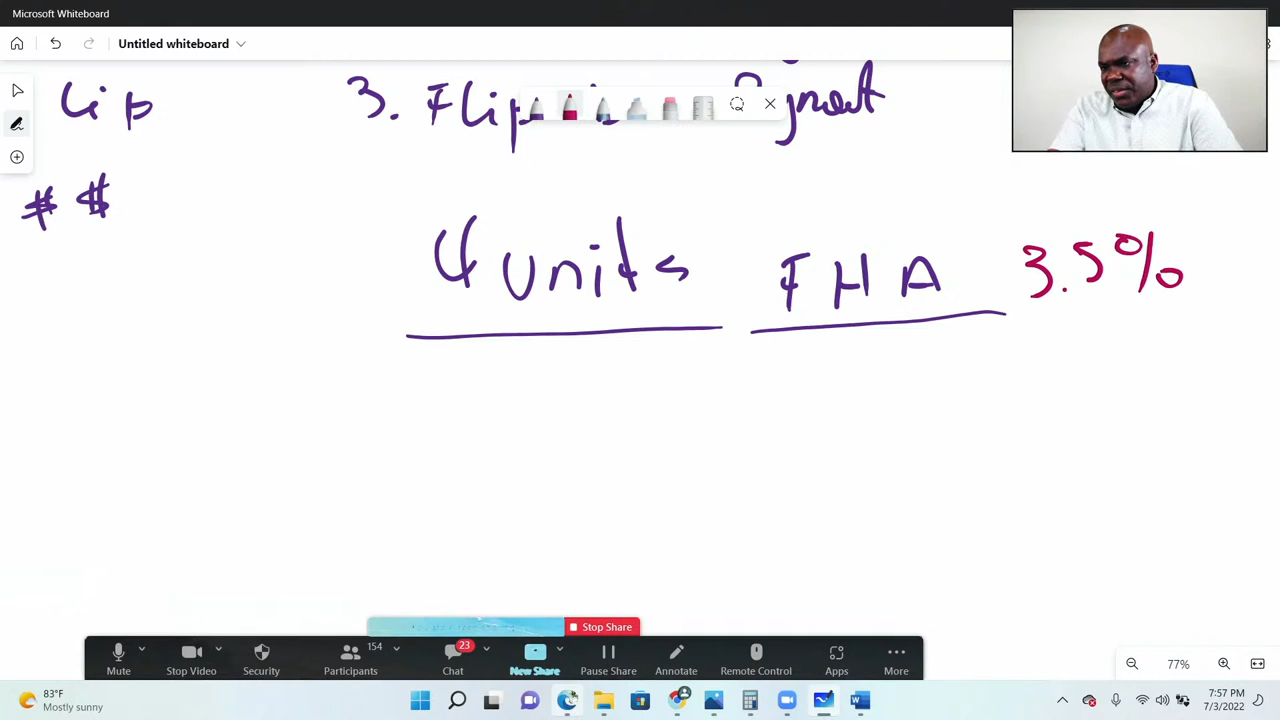 Microsoft Whiteboard
Untitled whiteboard
Lip 3. Flip
# $
4 units FHA 3.5%
Stop Share
154
23
Mute Stop Video Security Participants Chat New Share Pause Share Annotate Remote Control Apps More
77%
83°F
Mostly sunny
7:57 PM
7/3/2022